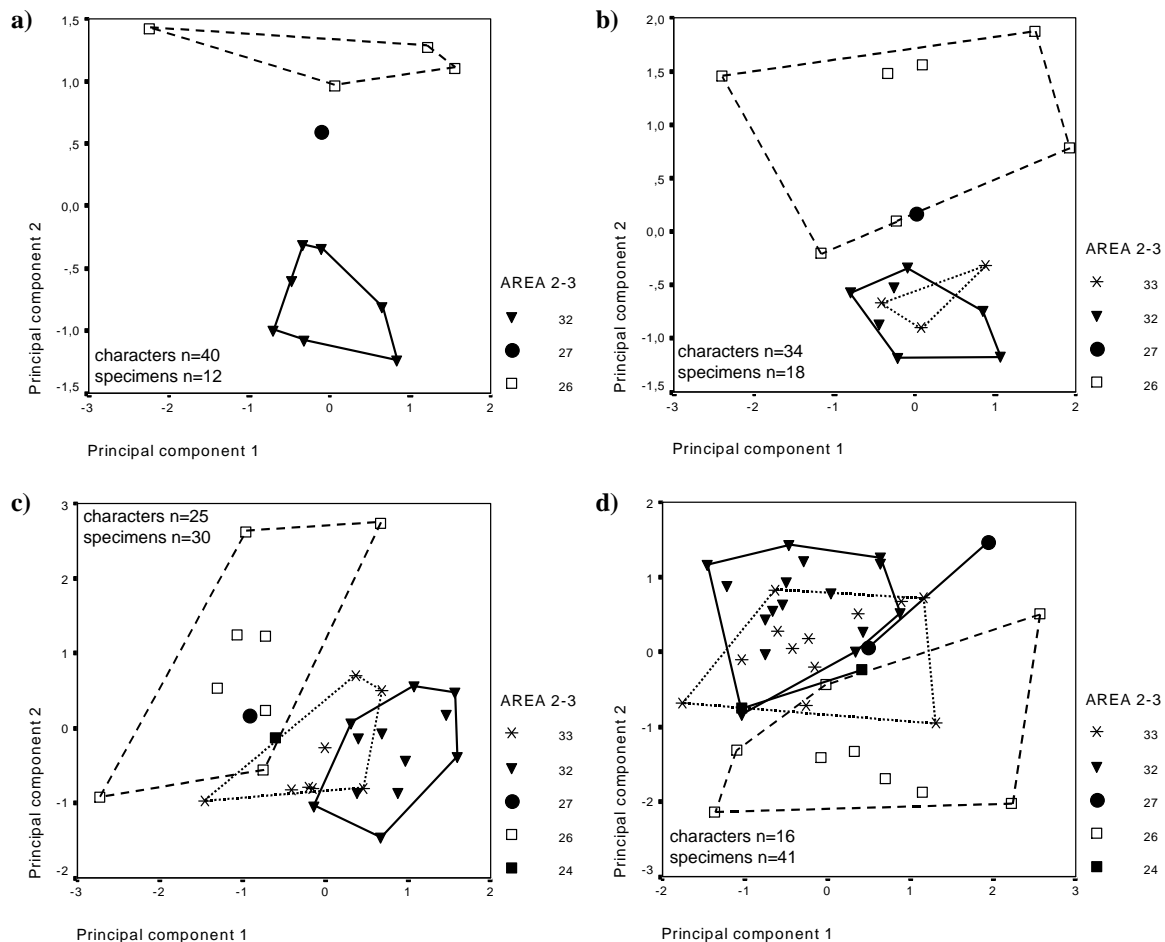 a)
1,5
1,0
,5
0,0
-,5
-1,0
-1,5
Principal component 2
characters n=40
specimens n=12
-3
-2
-1
0
1
2
Principal component 1
AREA 2-3
32
27
26
b)
2,0
1,5
1,0
,5
0,0
-,5
-1,0
-1,5
Principal component 2
characters n=34
specimens n=18
-3
-2
-1
0
1
2
Principal component 1
AREA 2-3
33
32
27
26
c)
3
2
1
0
-1
-2
Principal component 2
characters n=25
specimens n=30
-3
-2
-1
0
1
2
Principal component 1
AREA 2-3
33
32
27
26
24
d)
2
1
0
-1
-2
-3
Principal component 2
characters n=16
specimens n=41
-2
-1
0
1
2
3
Principal component 1
AREA 2-3
33
32
27
26
24